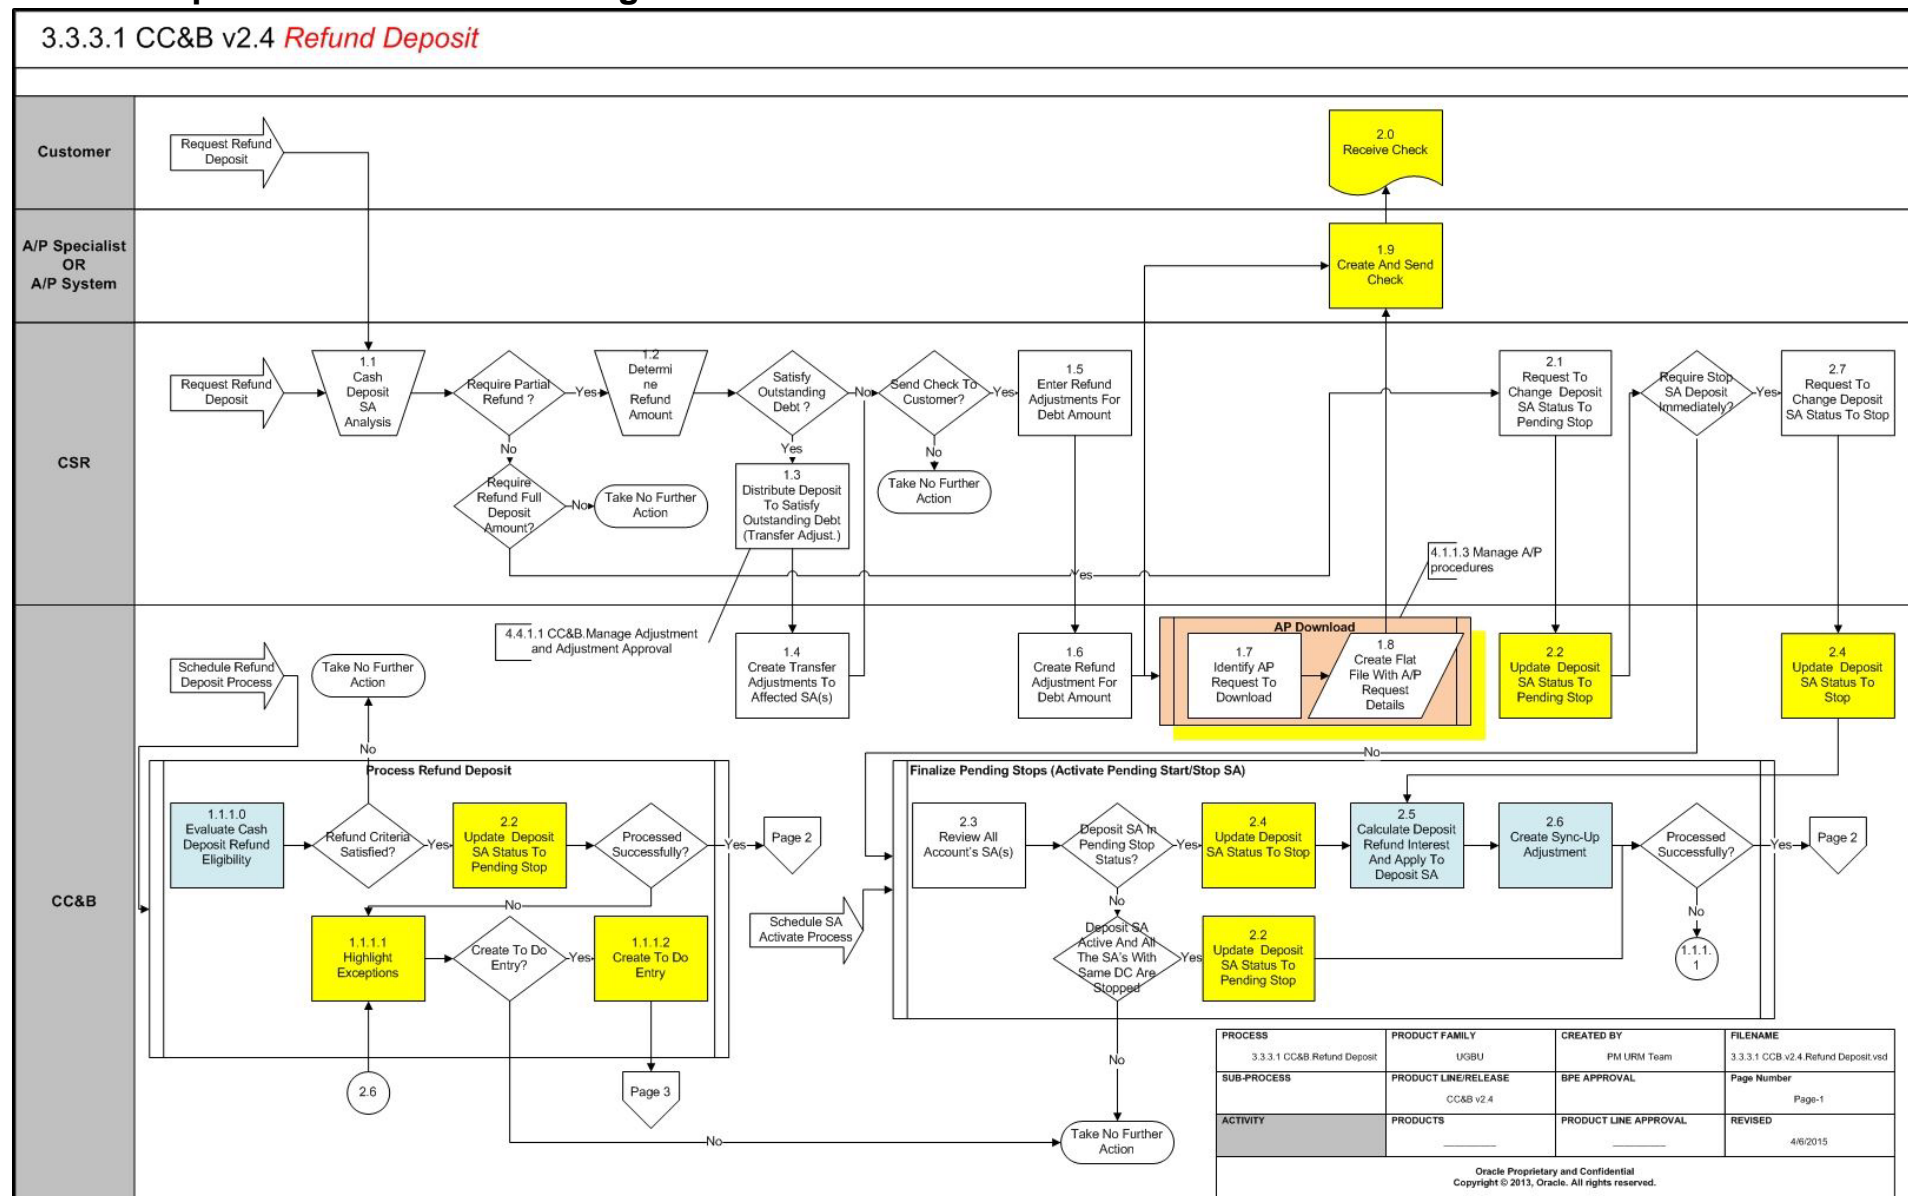 3.3.3.1 CC&B v2.4 Refund Deposit
Customer
Request Refund
Deposit
2.0
Receive Check
A/P Specialist
OR
A/P System
1.9
Create And Send
Check
CSR
Request Refund
Deposit
1.1
Cash
Deposit
SA
Analysis
Require Partial
Refund ?
Yes
No
Require
Refund Full
Deposit
Amount?
No
Take No Further
Action
Yes
1.2
Determi
ne
Refund
Amount
Satisfy
Outstanding
Debt ?
No
Yes
1.3
Distribute Deposit
To Satisfy
Outstanding Debt
(Transfer Adjust.)
Send Check To
Customer?
Yes
No
Take No Further
Action
1.5
Enter Refund
Adjustments For
Debt Amount
2.1
Request To
Change Deposit
SA Status To
Pending Stop
Require Stop
SA Deposit
Immediately?
Yes
2.7
Request To
Change Deposit
SA Status To Stop
4.1.1.3 Manage A/P
procedures
CC&B
Schedule Refund
Deposit Process
Take No Further
Action
4.4.1.1 CC&B.Manage Adjustment
and Adjustment Approval
1.4
Create Transfer
Adjustments To
Affected SA(s)
1.6
Create Refund
Adjustment For
Debt Amount
AP Download
1.7
Identify AP
Request To
Download
1.8
Create Flat
File With A/P
Request
Details
2.2
Update Deposit
SA Status To
Pending Stop
2.4
Update Deposit
SA Status To
Stop
No
No
Process Refund Deposit
1.1.1.0
Evaluate Cash
Deposit Refund
Eligibility
Refund Criteria
Satisfied?
Yes
2.2
Update Deposit
SA Status To
Pending Stop
Processed
Successfully?
Yes
Page 2
No
1.1.1.1
Highlight
Exceptions
Create To Do
Entry?
Yes
1.1.1.2
Create To Do
Entry
2.6
Page 3
No
Finalize Pending Stops (Activate Pending Start/Stop SA)
2.3
Review All
Account's SA(s)
Deposit SA In
Pending Stop
Status?
Yes
2.4
Update Deposit
SA Status To Stop
2.5
Calculate Deposit
Refund Interest
And Apply To
Deposit SA
2.6
Create Sync-Up
Adjustment
Processed
Successfully?
Yes
Page 2
No
Schedule SA
Activate Process
Deposit SA
Active And All
The SA's With
Same DC Are
Stopped
Yes
2.2
Update Deposit
SA Status To
Pending Stop
No
1.1.1.
1
No
Take No Further
Action
PROCESS
3.3.3.1 CC&B.Refund Deposit
PRODUCT FAMILY
UGBU
CREATED BY
PM URM Team
FILENAME
3.3.3.1 CCB.v2.4.Refund Deposit.vsd
SUB-PROCESS
PRODUCT LINE/RELEASE
CC&B v2.4
BPE APPROVAL
Page Number
Page-1
ACTIVITY
PRODUCTS
PRODUCT LINE APPROVAL
REVISED
4/6/2015
Oracle Proprietary and Confidential
Copyright © 2013, Oracle. All rights reserved.